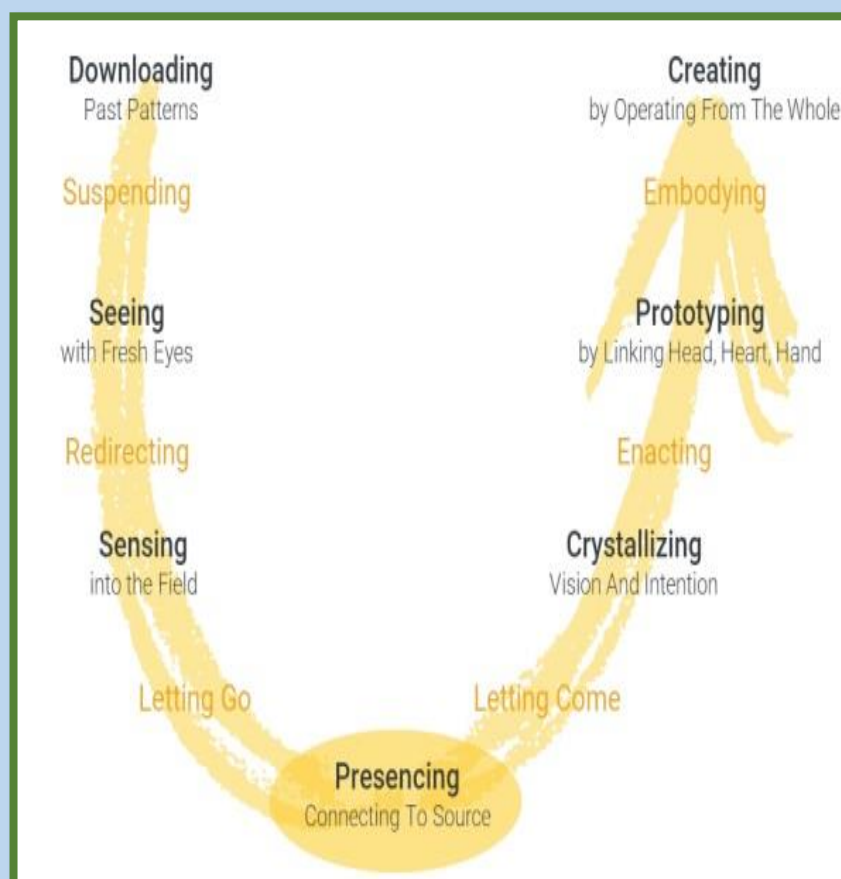 Downloading
Past Patterns
Suspending
Seeing
with Fresh Eyes
Redirecting
Sensing
into the Field
Letting Go
Presencing
Connecting To Source
Letting Come
Crystallizing
Vision And Intention
Enacting
Prototyping
by Linking Head, Heart, Hand
Embodying
Creating
by Operating From The Whole